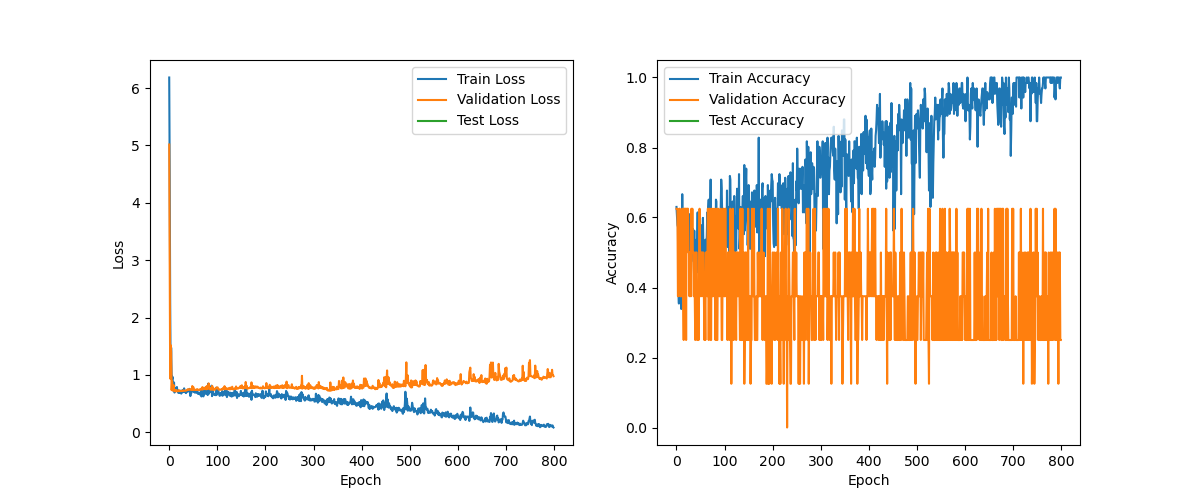 Train Loss
Validation Loss
Test Loss
6
5
4
3
2
1
0
Loss
0 100 200 300 400 500 600 700 800
Epoch
Train Accuracy
Validation Accuracy
Test Accuracy
1.0
0.8
0.6
0.4
0.2
0.0
Accuracy
0 100 200 300 400 500 600 700 800
Epoch